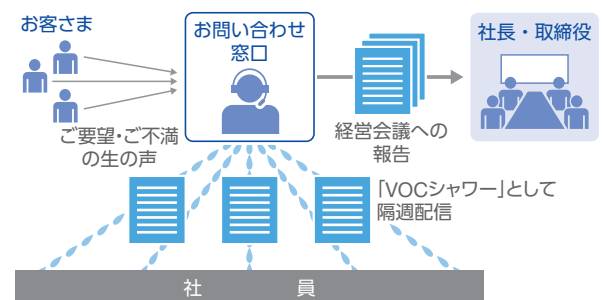 お客さま
お問い合わせ
窓口
社長・取締役
ご要望・ご不満
の生の声
経営会議への
報告
「VOCシャワー」として
隔週配信
社員